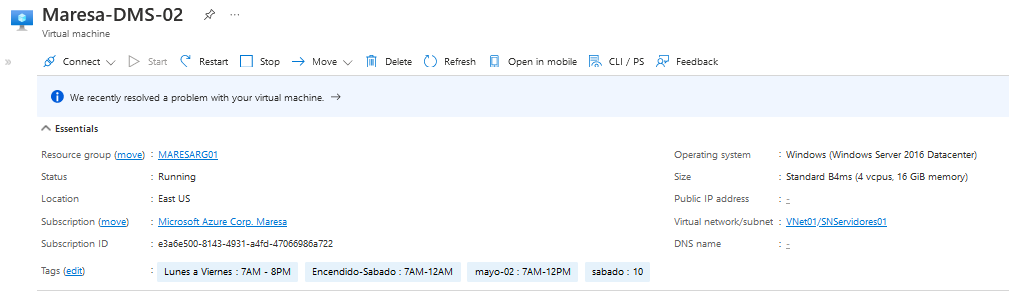 Maresa-DMS-02
Virtual machine
Connect Start Restart Stop Move Delete Refresh Open in mobile CLI / PS Feedback
We recently resolved a problem with your virtual machine. →
Essentials
Resource group (move) : MARESARG01
Status : Running
Location : East US
Subscription (move) : Microsoft Azure Corp. Maresa
Subscription ID : e3a6e500-8143-4931-a4fd-47066986a722
Operating system : Windows (Windows Server 2016 Datacenter)
Size : Standard B4ms (4 vcpus, 16 GiB memory)
Public IP address : -
Virtual network/subnet : VNet01/SNServidores01
DNS name : -
Tags (edit) : Lunes a Viernes : 7AM - 8PM Encendido-Sabado : 7AM-12AM mayo-02 : 7AM-12PM sabado : 10